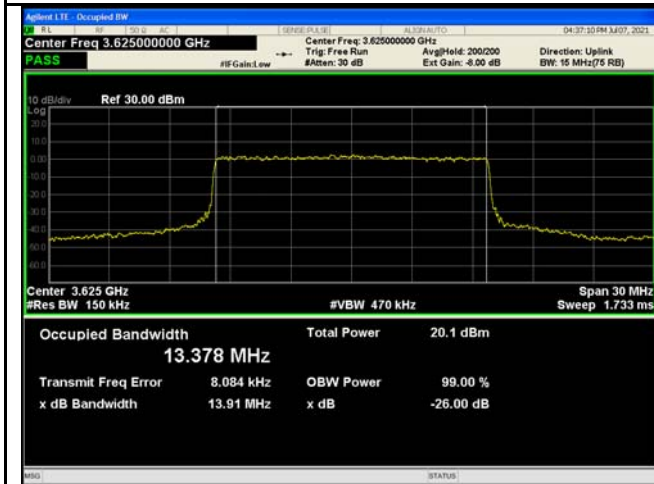 Agilent LTE - Occupied BW
RL RF 50 Ω AC SENSE:PULSE ALIGN AUTO 04:37:10 PM Jul 07, 2021
Center Freq 3.625000000 GHz Center Freq: 3.625000000 GHz
Trig: Free Run Avg|Hold: 200/200 Direction: Uplink
PASS #IFGain:Low #Atten: 30 dB Ext Gain: -8.00 dB BW: 15 MHz(75 RB)
10 dB/div Ref 30.00 dBm
Log
20.0
10.0
0.00
-10.0
-20.0
-30.0
-40.0
-50.0
-60.0
Center 3.625 GHz Span 30 MHz
#Res BW 150 kHz #VBW 470 kHz Sweep 1.733 ms
Occupied Bandwidth Total Power 20.1 dBm
13.378 MHz
Transmit Freq Error 8.084 kHz OBW Power 99.00 %
x dB Bandwidth 13.91 MHz x dB -26.00 dB
MSG STATUS